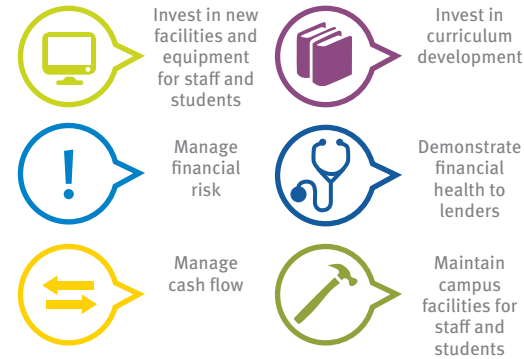 Invest in new
facilities and
equipment
for staff and
students
Invest in
curriculum
development
!
Manage
financial
risk
Demonstrate
financial
health to
lenders
Manage
cash flow
Maintain
campus
facilities for
staff and
students